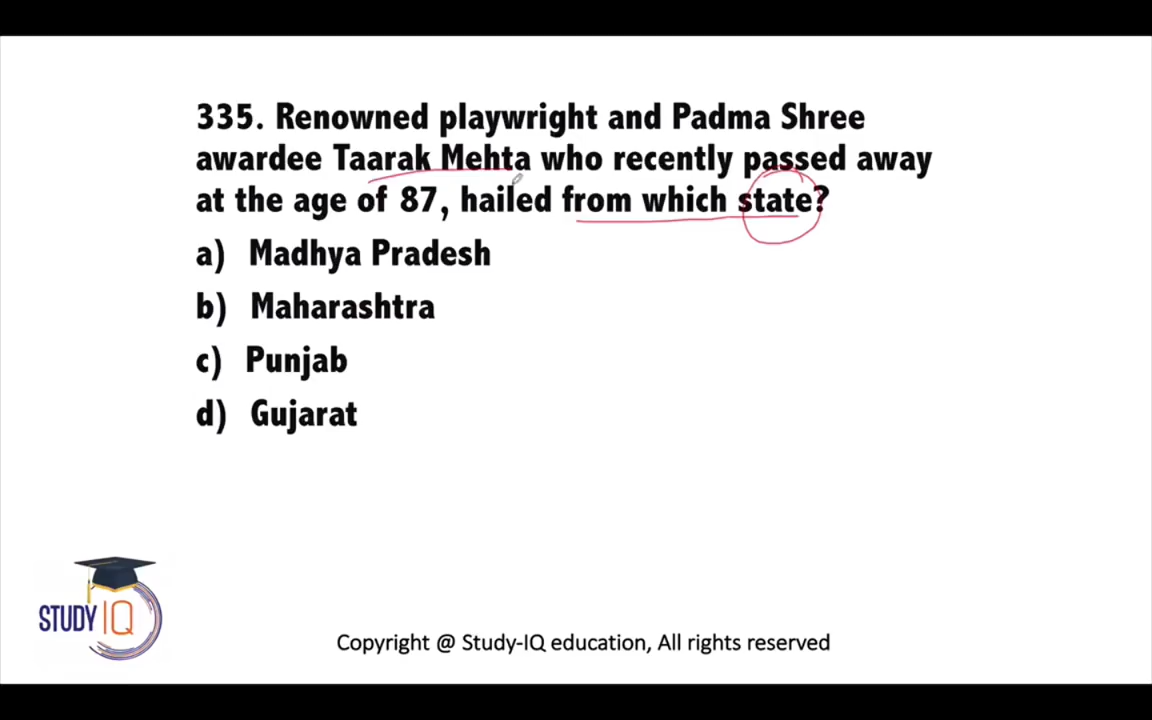 335. Renowned playwright and Padma Shree
awardee Taarak Mehta who recently passed away
at the age of 87, hailed from which state?
a) Madhya Pradesh
b) Maharashtra
c) Punjab
d) Gujarat
STUDY IQ
Copyright @ Study-IQ education, All rights reserved